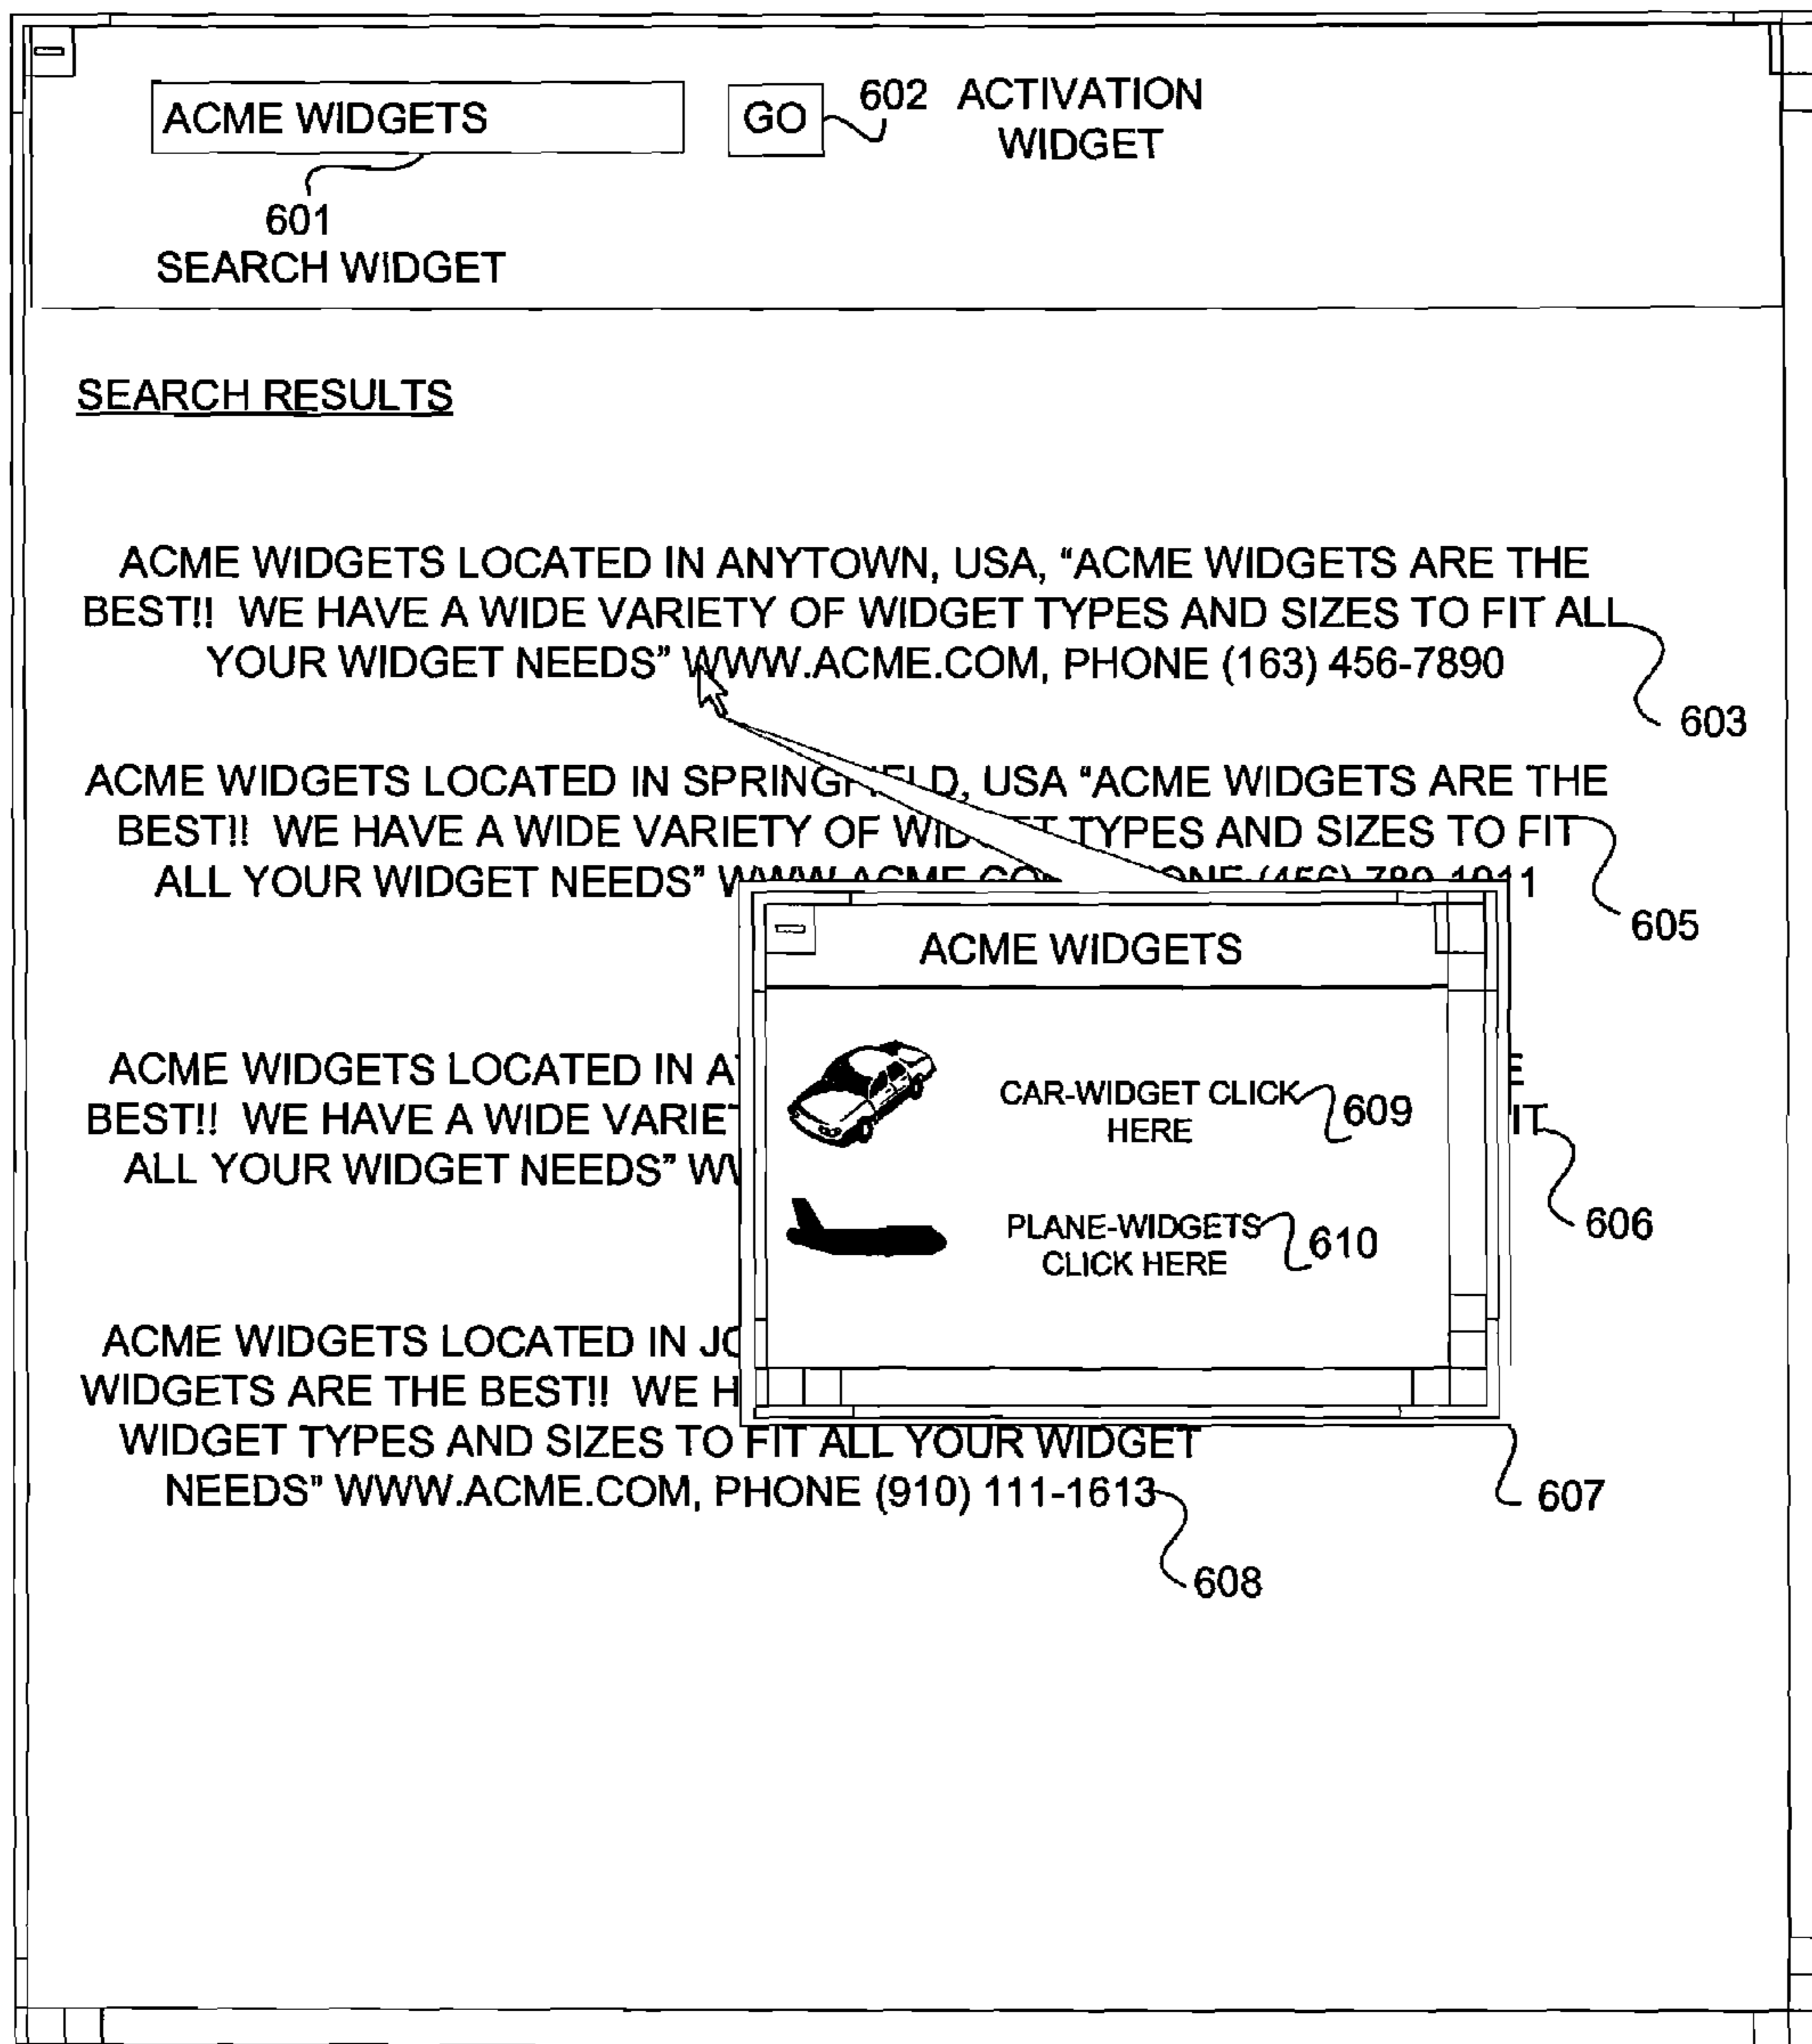 ACME WIDGETS
GO
602 ACTIVATION
WIDGET
601
SEARCH WIDGET
SEARCH RESULTS
ACME WIDGETS LOCATED IN ANYTOWN, USA, “ACME WIDGETS ARE THE
BEST!! WE HAVE A WIDE VARIETY OF WIDGET TYPES AND SIZES TO FIT ALL
YOUR WIDGET NEEDS” WWW.ACME.COM, PHONE (163) 456-7890
603
ACME WIDGETS LOCATED IN SPRINGFIELD, USA “ACME WIDGETS ARE THE
BEST!! WE HAVE A WIDE VARIETY OF WIDGET TYPES AND SIZES TO FIT
ALL YOUR WIDGET NEEDS”
605
ACME WIDGETS
ACME WIDGETS LOCATED IN
BEST!! WE HAVE A WIDE
IT
ALL YOUR WIDGET NEEDS”
606
CAR-WIDGET CLICK
HERE
609
PLANE-WIDGETS
CLICK HERE
610
ACME WIDGETS LOCATED IN
WIDGETS ARE THE BEST!! WE
WIDGET TYPES AND SIZES TO FIT ALL YOUR WIDGET
NEEDS” WWW.ACME.COM, PHONE (910) 111-1613
607
608